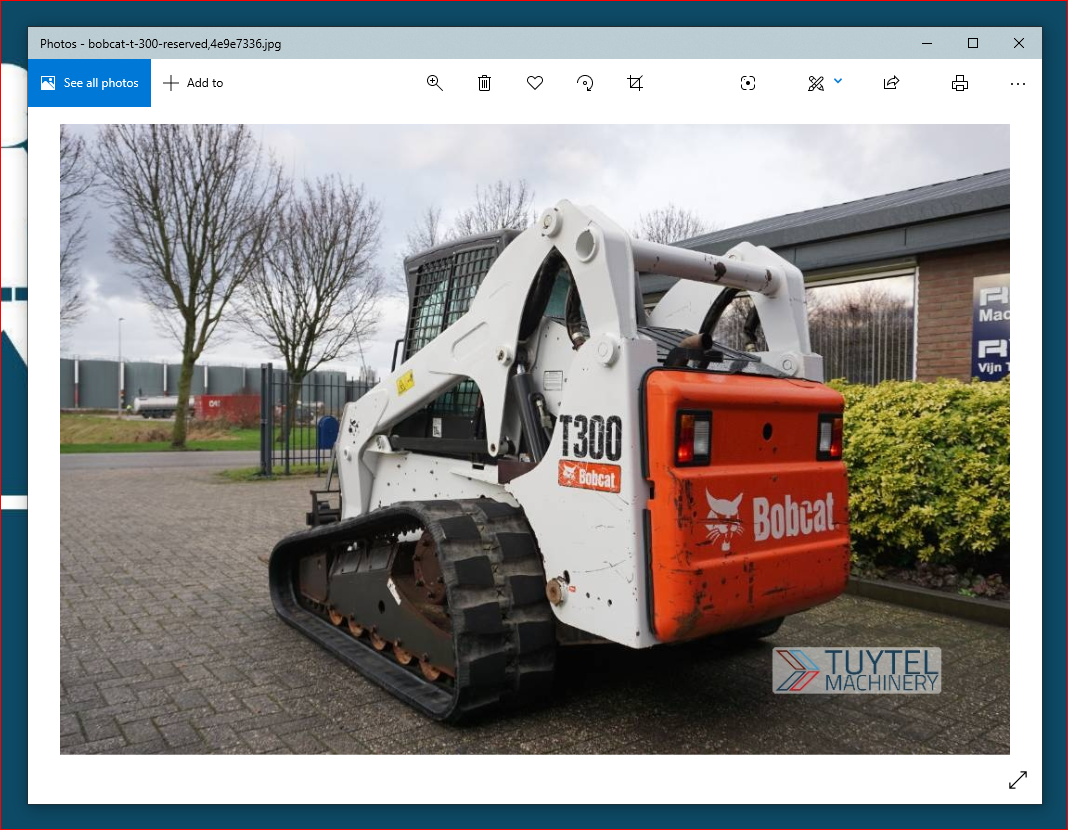 Photos - bobcat-t-300-reserved,4e9e7336.jpg
See all photos
Add to
Mac
Vijn
T300
Bobcat
Bobcat
TUYTEL
MACHINERY